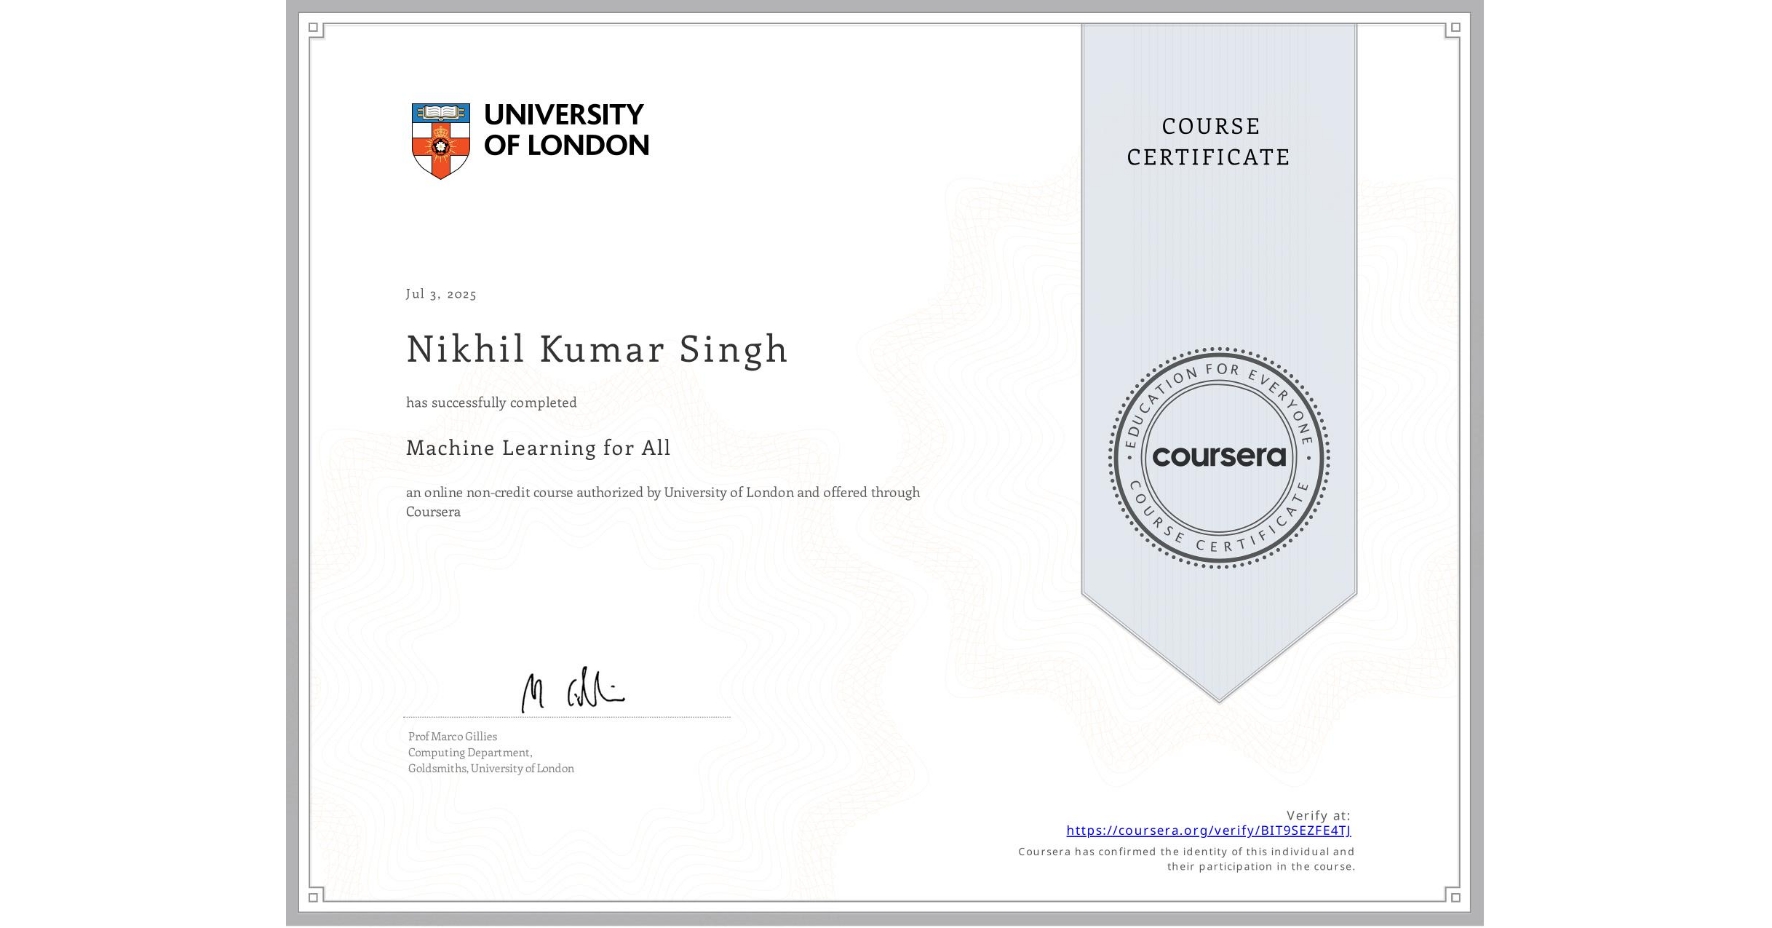 UNIVERSITY
OF LONDON
COURSE
CERTIFICATE
Jul 3, 2025
Nikhil Kumar Singh
has successfully completed
Machine Learning for All
an online non-credit course authorized by University of London and offered through
Coursera
EDUCATION FOR EVERYONE
coursera
COURSE CERTIFICATE
Prof Marco Gillies
Computing Department,
Goldsmiths, University of London
Verify at:
https://coursera.org/verify/BIT9SEZFE4TJ
Coursera has confirmed the identity of this individual and
their participation in the course.